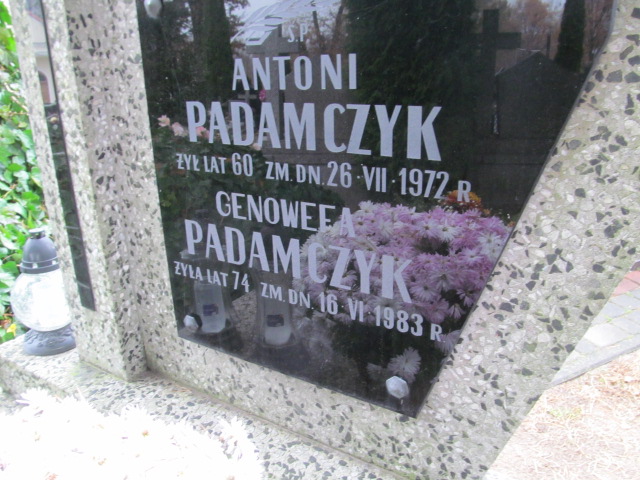 Ś.P.
ANTONI
PADAMCZYK
ŻYŁ LAT 60 ZM. DN. 26·VII·1972 R
GENOWEFA
PADAMCZYK
ŻYŁA LAT 74 ZM. DN. 16·VI·1983 R.